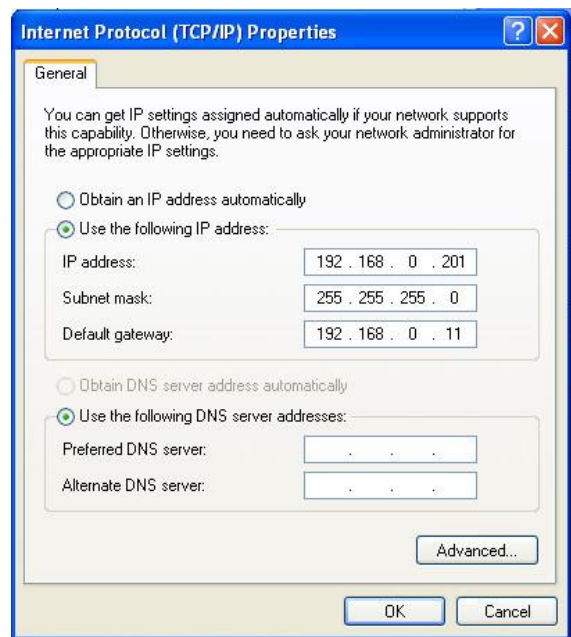 Internet Protocol (TCP/IP) Properties
General
You can get IP settings assigned automatically if your network supports
this capability. Otherwise, you need to ask your network administrator for
the appropriate IP settings.
Obtain an IP address automatically
Use the following IP address:
IP address: 192 . 168 . 0 . 201
Subnet mask: 255 . 255 . 255 . 0
Default gateway: 192 . 168 . 0 . 11
Obtain DNS server address automatically
Use the following DNS server addresses:
Preferred DNS server: . . .
Alternate DNS server: . . .
Advanced...
OK Cancel